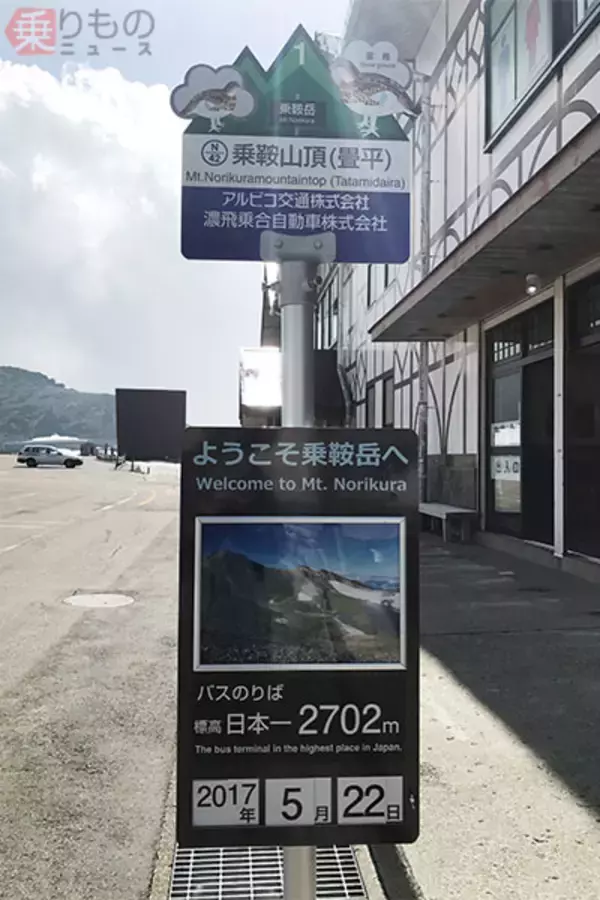 乗りもの
ニュース
1
乗鞍岳
Mt.Norikura
N
42
乗鞍山頂(畳平)
Mt.Norikuramountaintop (Tatamidaira)
アルピコ交通株式会社
濃飛乗合自動車株式会社
ようこそ乗鞍岳へ
Welcome to Mt. Norikura
バスのりば
標高 日本一 2702m
The bus terminal in the highest place in Japan.
2017年 5月 22日